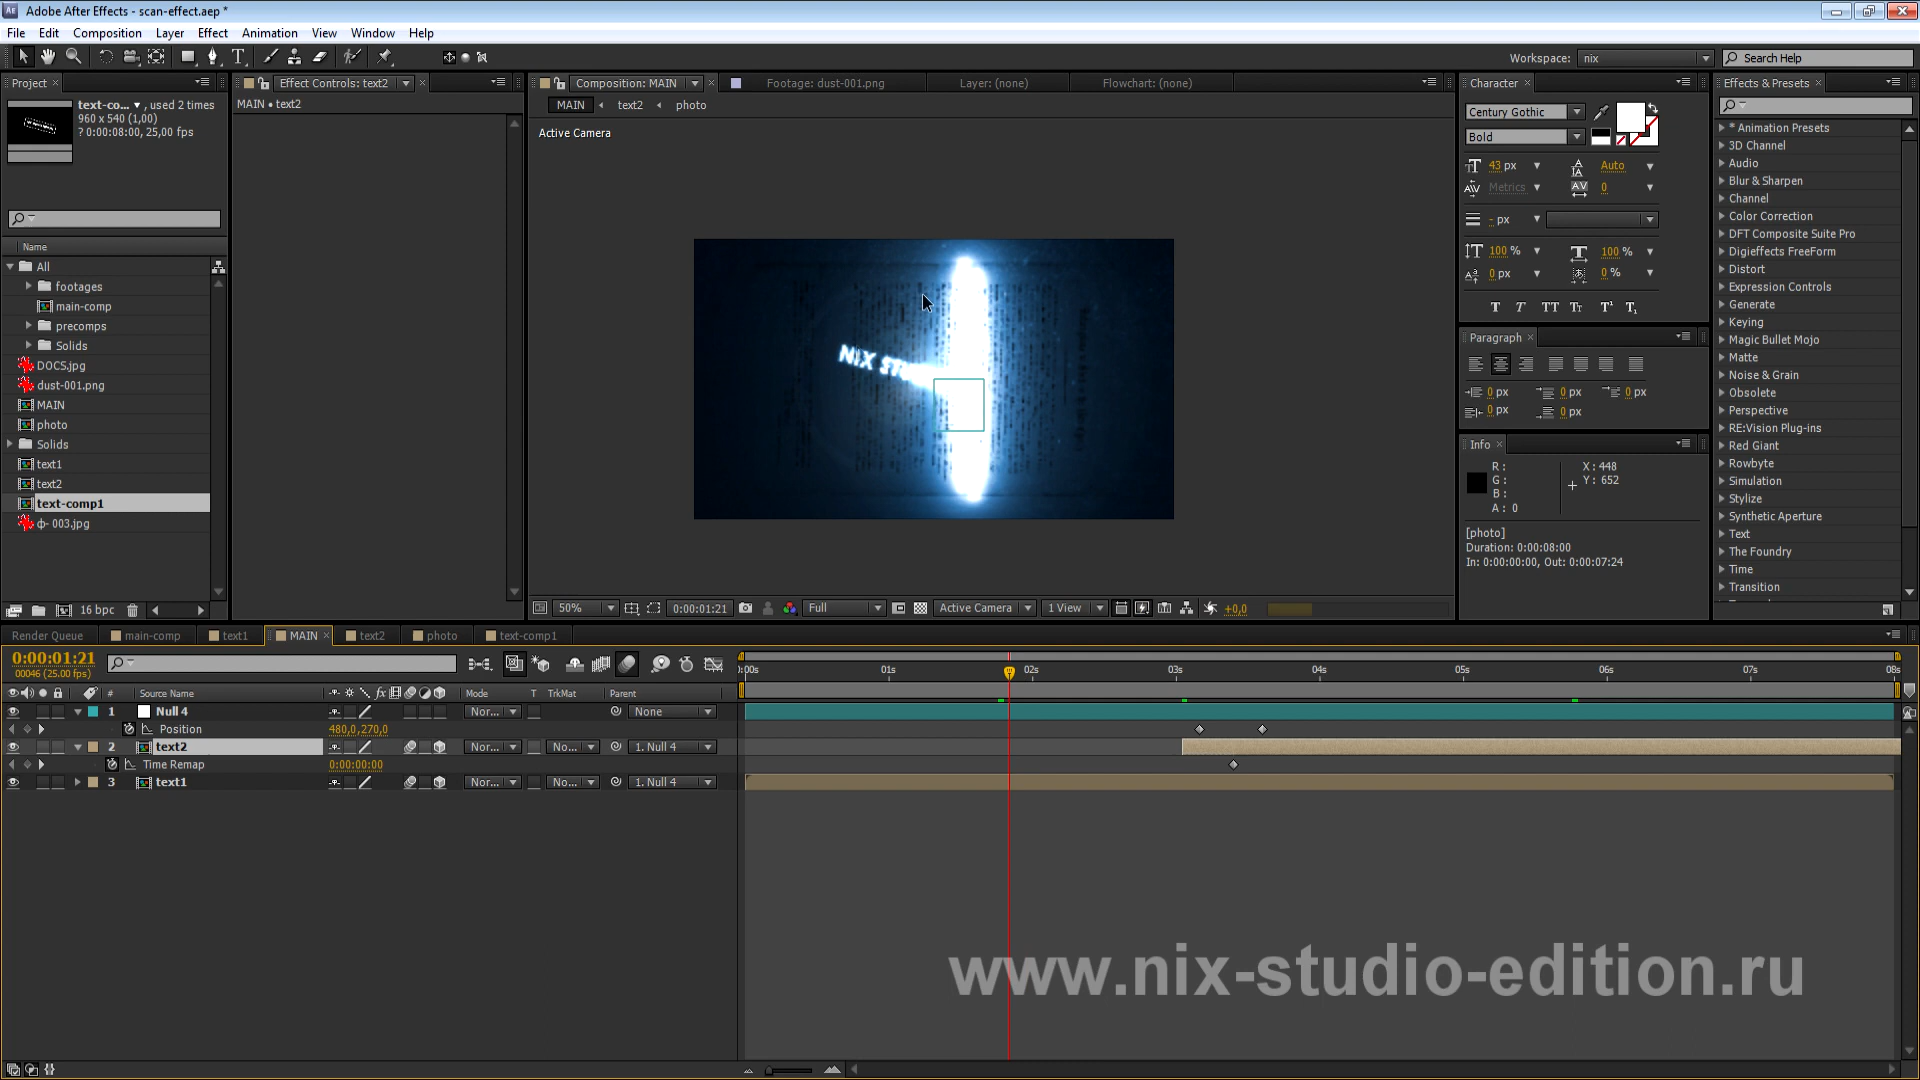 Adobe After Effects - scan-effect.aep *
File Edit Composition Layer Effect Animation View Window Help
Workspace: nix Search Help
Project
text-co... , used 2 times
960 x 540 (1,00)
? 0:00:08:00, 25,00 fps
Name
All
footages
main-comp
precomps
Solids
DOCS.jpg
dust-001.png
MAIN
photo
Solids
text1
text2
text-comp1
ф- 003.jpg
16 bpc
Effect Controls: text2
MAIN • text2
Composition: MAIN Footage: dust-001.png Layer: (none) Flowchart: (none)
MAIN text2 photo
Active Camera
50% 0:00:01:21 Full Active Camera 1 View +0,0
Character
Century Gothic
Bold
43 px Auto
Metrics 0
- px
100 % 100 %
0 px 0 %
T T TT Tr T¹ T₁
Paragraph
0 px 0 px 0 px
0 px 0 px
Info
R :
G :
B :
A : 0
X : 448
Y : 652
[photo]
Duration: 0:00:08:00
In: 0:00:00:00, Out: 0:00:07:24
Effects & Presets
* Animation Presets
3D Channel
Audio
Blur & Sharpen
Channel
Color Correction
DFT Composite Suite Pro
Digieffects FreeForm
Distort
Expression Controls
Generate
Keying
Magic Bullet Mojo
Matte
Noise & Grain
Obsolete
Perspective
RE:Vision Plug-ins
Red Giant
Rowbyte
Simulation
Stylize
Synthetic Aperture
Text
The Foundry
Time
Transition
Render Queue main-comp text1 MAIN text2 photo text-comp1
0:00:01:21
00046 (25.00 fps)
:00s 01s 02s 03s 04s 05s 06s 07s 08s
# Source Name Mode T TrkMat Parent
1 Null 4 Nor... None
Position 480,0,270,0
2 text2 Nor... No... 1. Null 4
Time Remap 0:00:00:00
3 text1 Nor... No... 1. Null 4
NIX
www.nix-studio-edition.ru